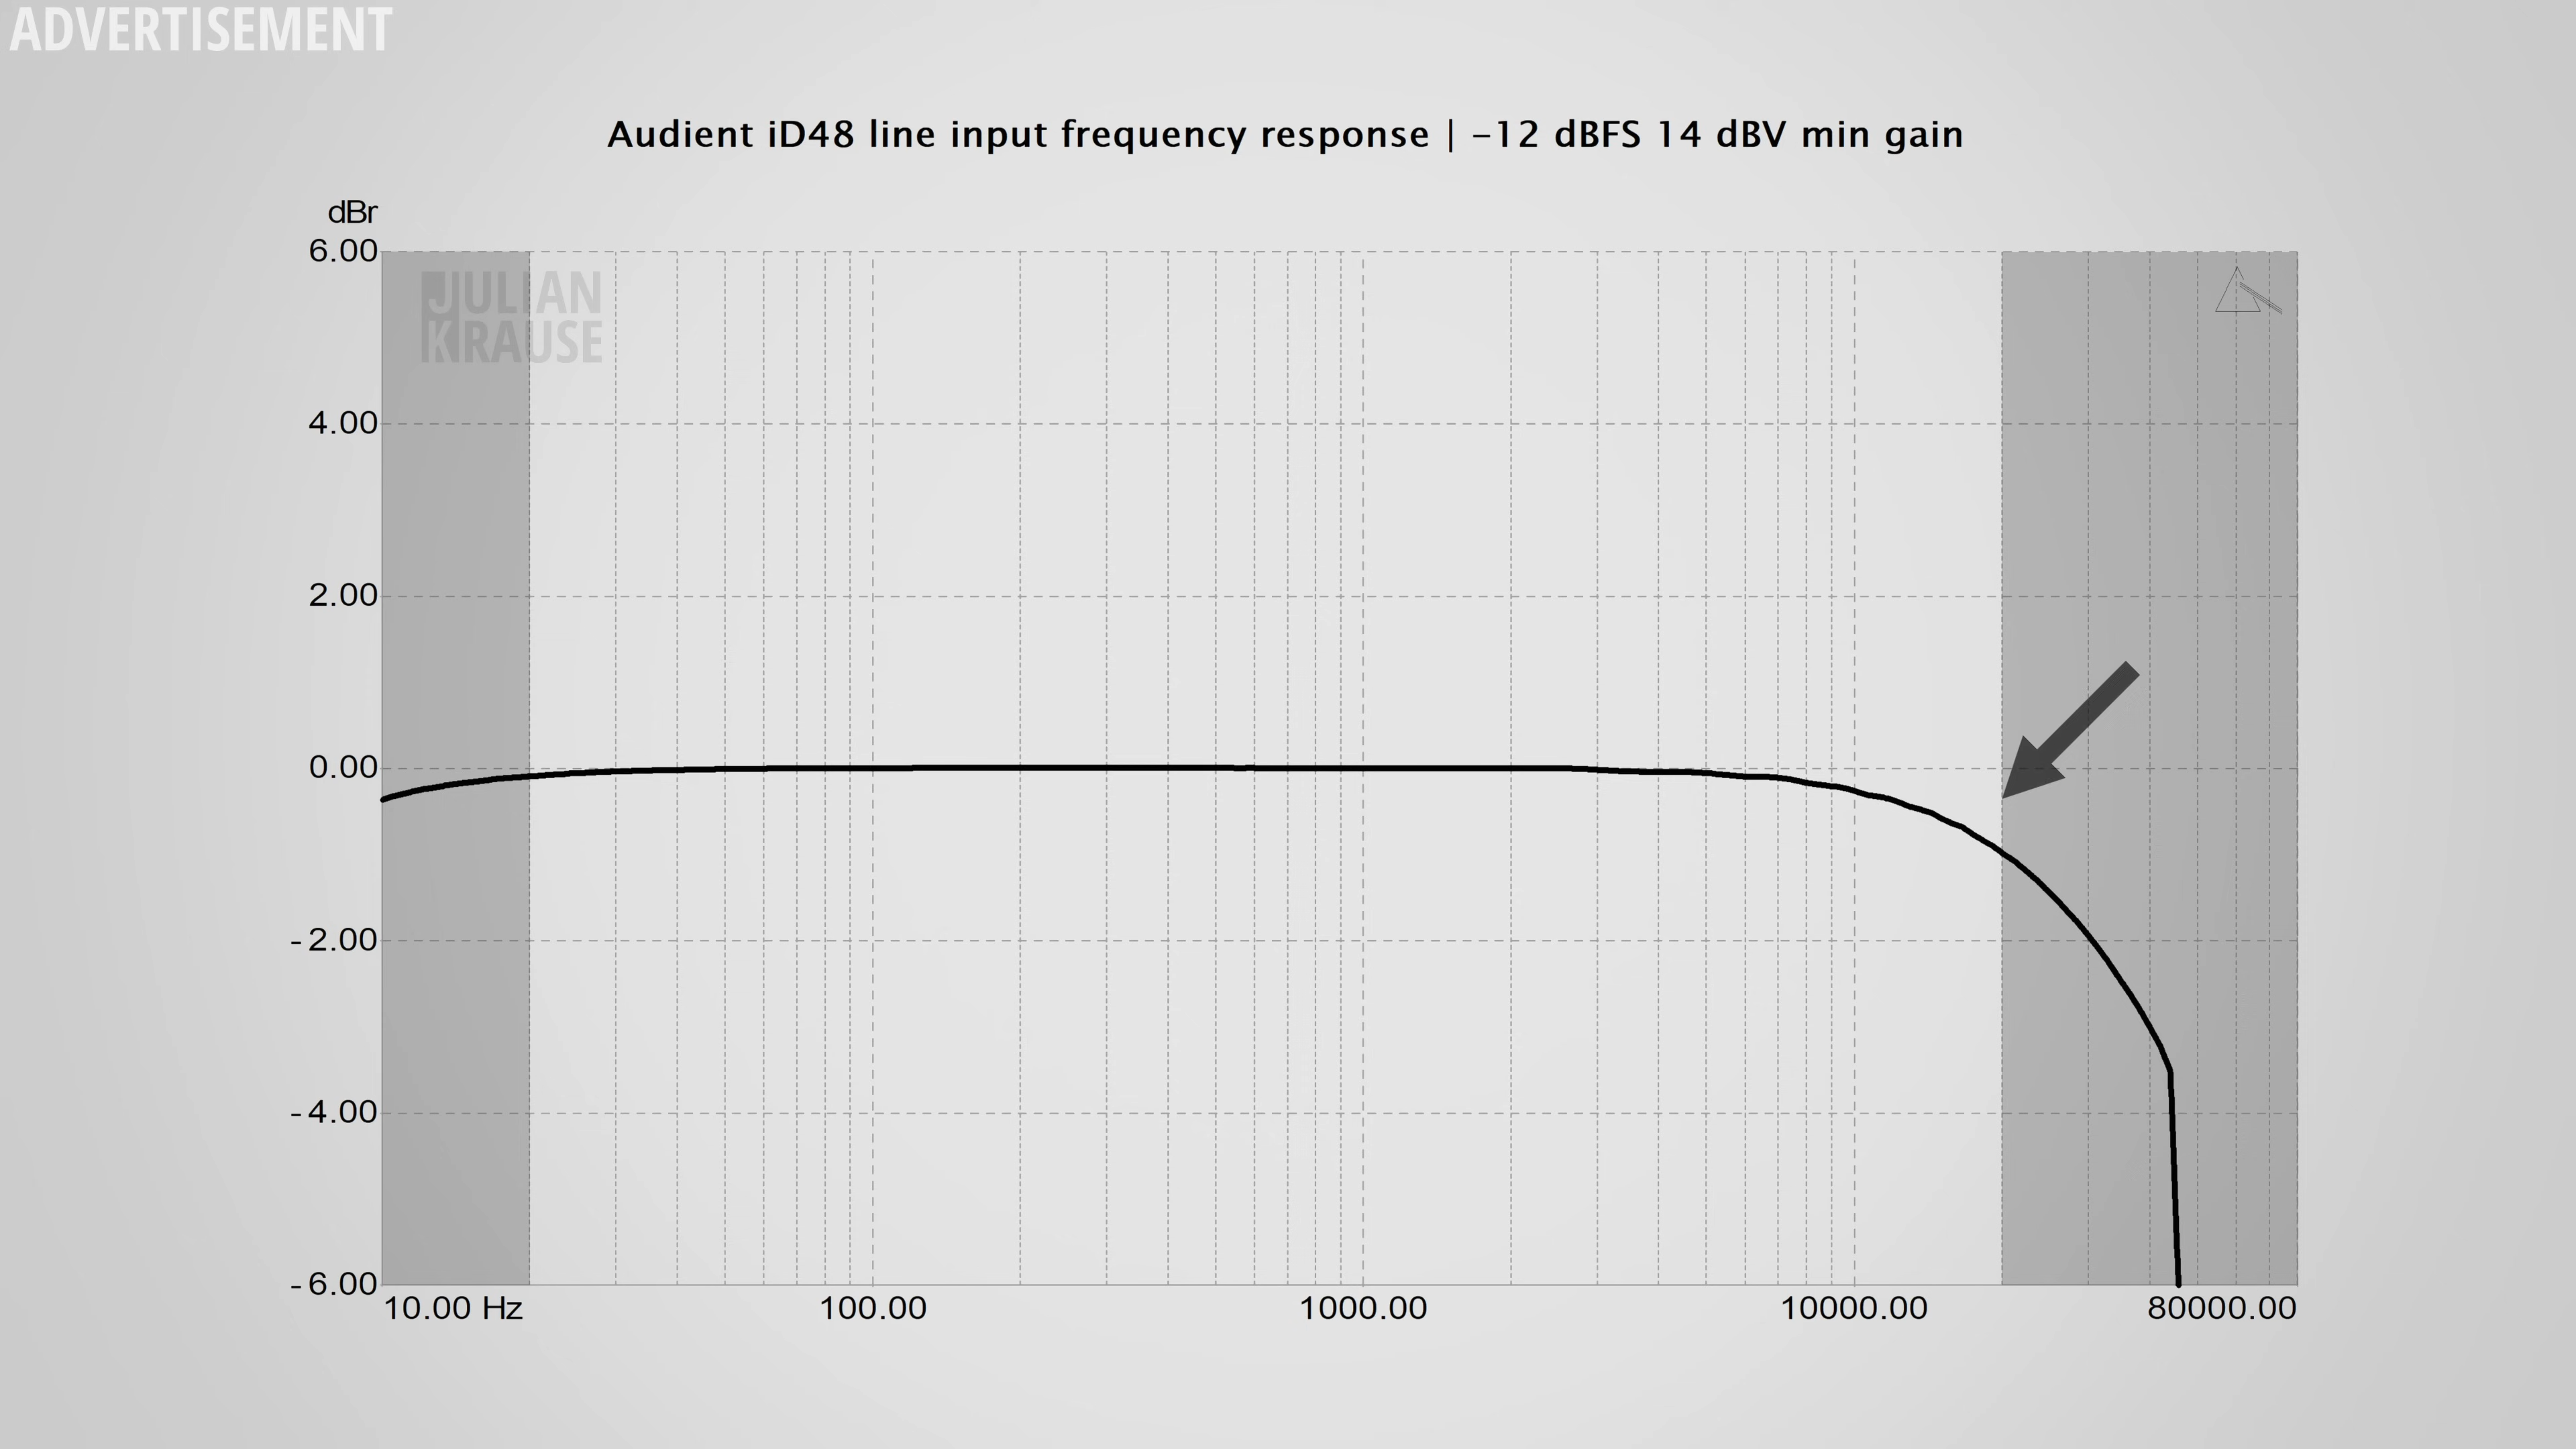 ADVERTISEMENT
Audient iD48 line input frequency response | -12 dBFS 14 dBV min gain
dBr
6.00
JULIAN
KRAUSE
4.00
2.00
0.00
-2.00
-4.00
-6.00
10.00 Hz 100.00 1000.00 10000.00 80000.00